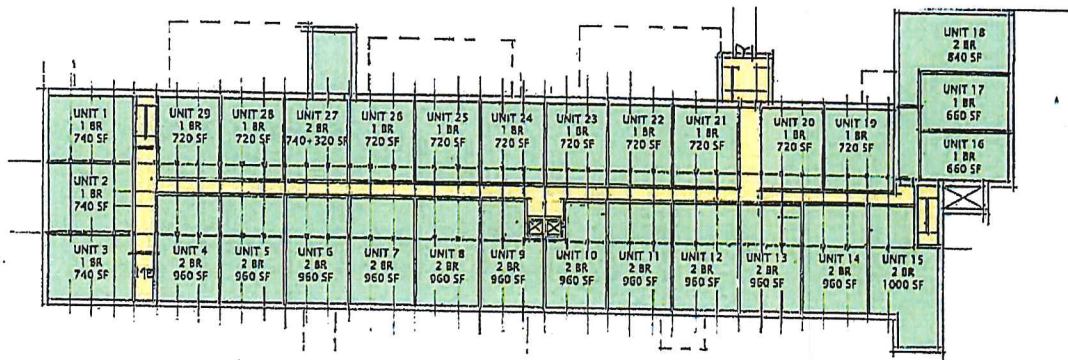 UNIT 18
2 BR
840 SF
UNIT 17
1 BR
660 SF
UNIT 16
1 BR
660 SF
UNIT 1
1 BR
740 SF
UNIT 29
1 BR
720 SF
UNIT 28
1 BR
720 SF
UNIT 27
2 BR
740+320 SF
UNIT 26
1 BR
720 SF
UNIT 25
1 BR
720 SF
UNIT 24
1 BR
720 SF
UNIT 23
1 BR
720 SF
UNIT 22
1 BR
720 SF
UNIT 21
1 BR
720 SF
UNIT 20
1 BR
720 SF
UNIT 19
1 BR
720 SF
UNIT 2
1 BR
740 SF
UNIT 3
1 BR
740 SF
UNIT 4
2 BR
960 SF
UNIT 5
2 BR
960 SF
UNIT 6
2 BR
960 SF
UNIT 7
2 BR
960 SF
UNIT 8
2 BR
960 SF
UNIT 9
2 BR
960 SF
UNIT 10
2 BR
960 SF
UNIT 11
2 BR
960 SF
UNIT 12
2 BR
960 SF
UNIT 13
2 BR
960 SF
UNIT 14
2 BR
960 SF
UNIT 15
2 BR
1000 SF